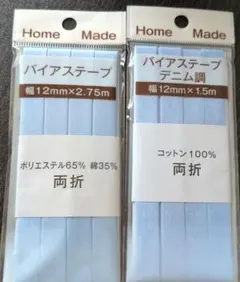 Home Made
バイアステープ
幅12mm×2.75m
ポリエステル65% 綿35%
両折
Home Made
バイアステープ
デニム調
幅12mm×1.5m
コットン100%
両折